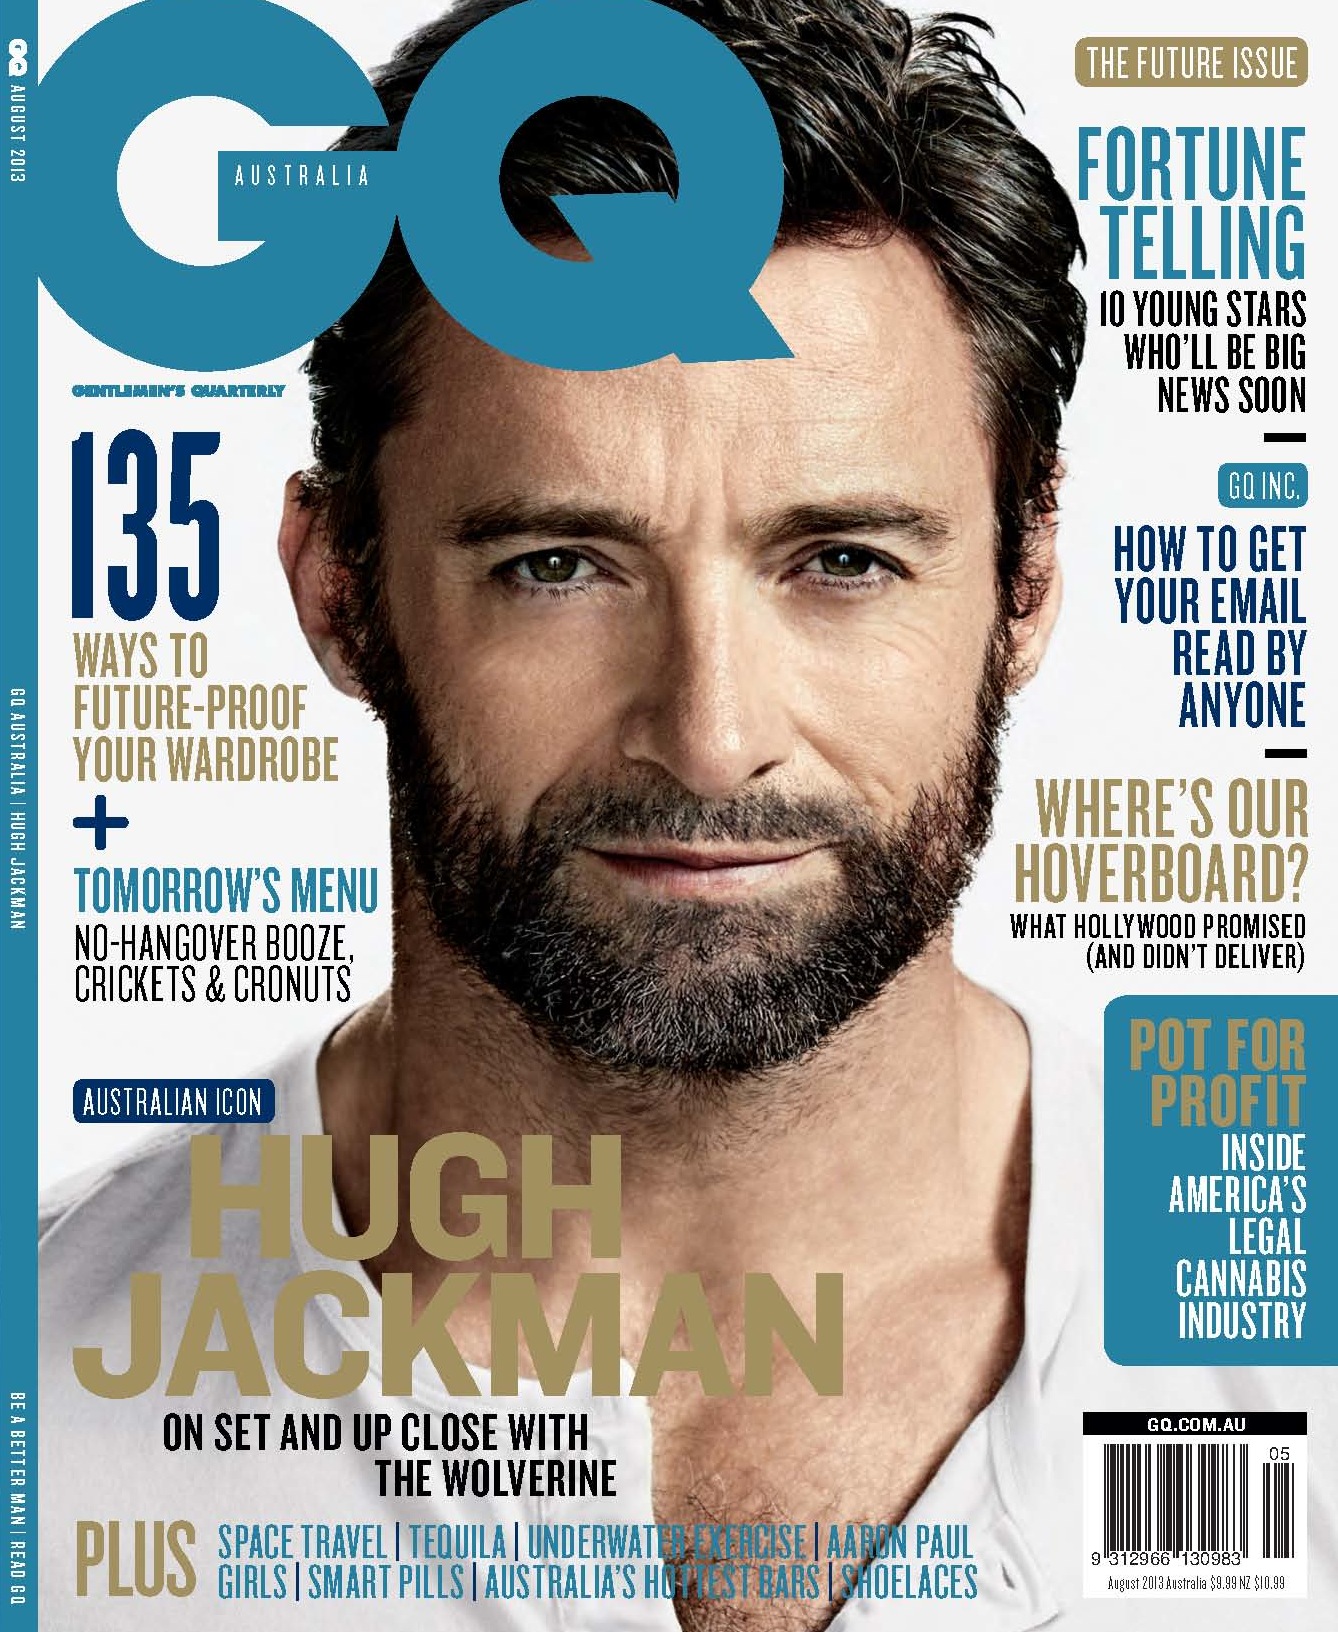 GQ AUGUST 2013
GQ AUSTRALIA | HUGH JACKMAN
BE A BETTER MAN | READ GQ
GQ
AUSTRALIA
GENTLEMEN'S QUARTERLY
135
WAYS TO
FUTURE-PROOF
YOUR WARDROBE
+
TOMORROW'S MENU
NO-HANGOVER BOOZE,
CRICKETS & CRONUTS
AUSTRALIAN ICON
HUGH
JACKMAN
ON SET AND UP CLOSE WITH
THE WOLVERINE
PLUS
SPACE TRAVEL | TEQUILA | UNDERWATER EXERCISE | AARON PAUL
GIRLS | SMART PILLS | AUSTRALIA'S HOTTEST BARS | SHOELACES
THE FUTURE ISSUE
FORTUNE
TELLING
10 YOUNG STARS
WHO'LL BE BIG
NEWS SOON
GQ INC.
HOW TO GET
YOUR EMAIL
READ BY
ANYONE
WHERE'S OUR
HOVERBOARD?
WHAT HOLLYWOOD PROMISED
(AND DIDN'T DELIVER)
POT FOR
PROFIT
INSIDE
AMERICA'S
LEGAL
CANNABIS
INDUSTRY
GQ.COM.AU
05
9 312966 130983
August 2013 Australia $9.99 NZ $10.99